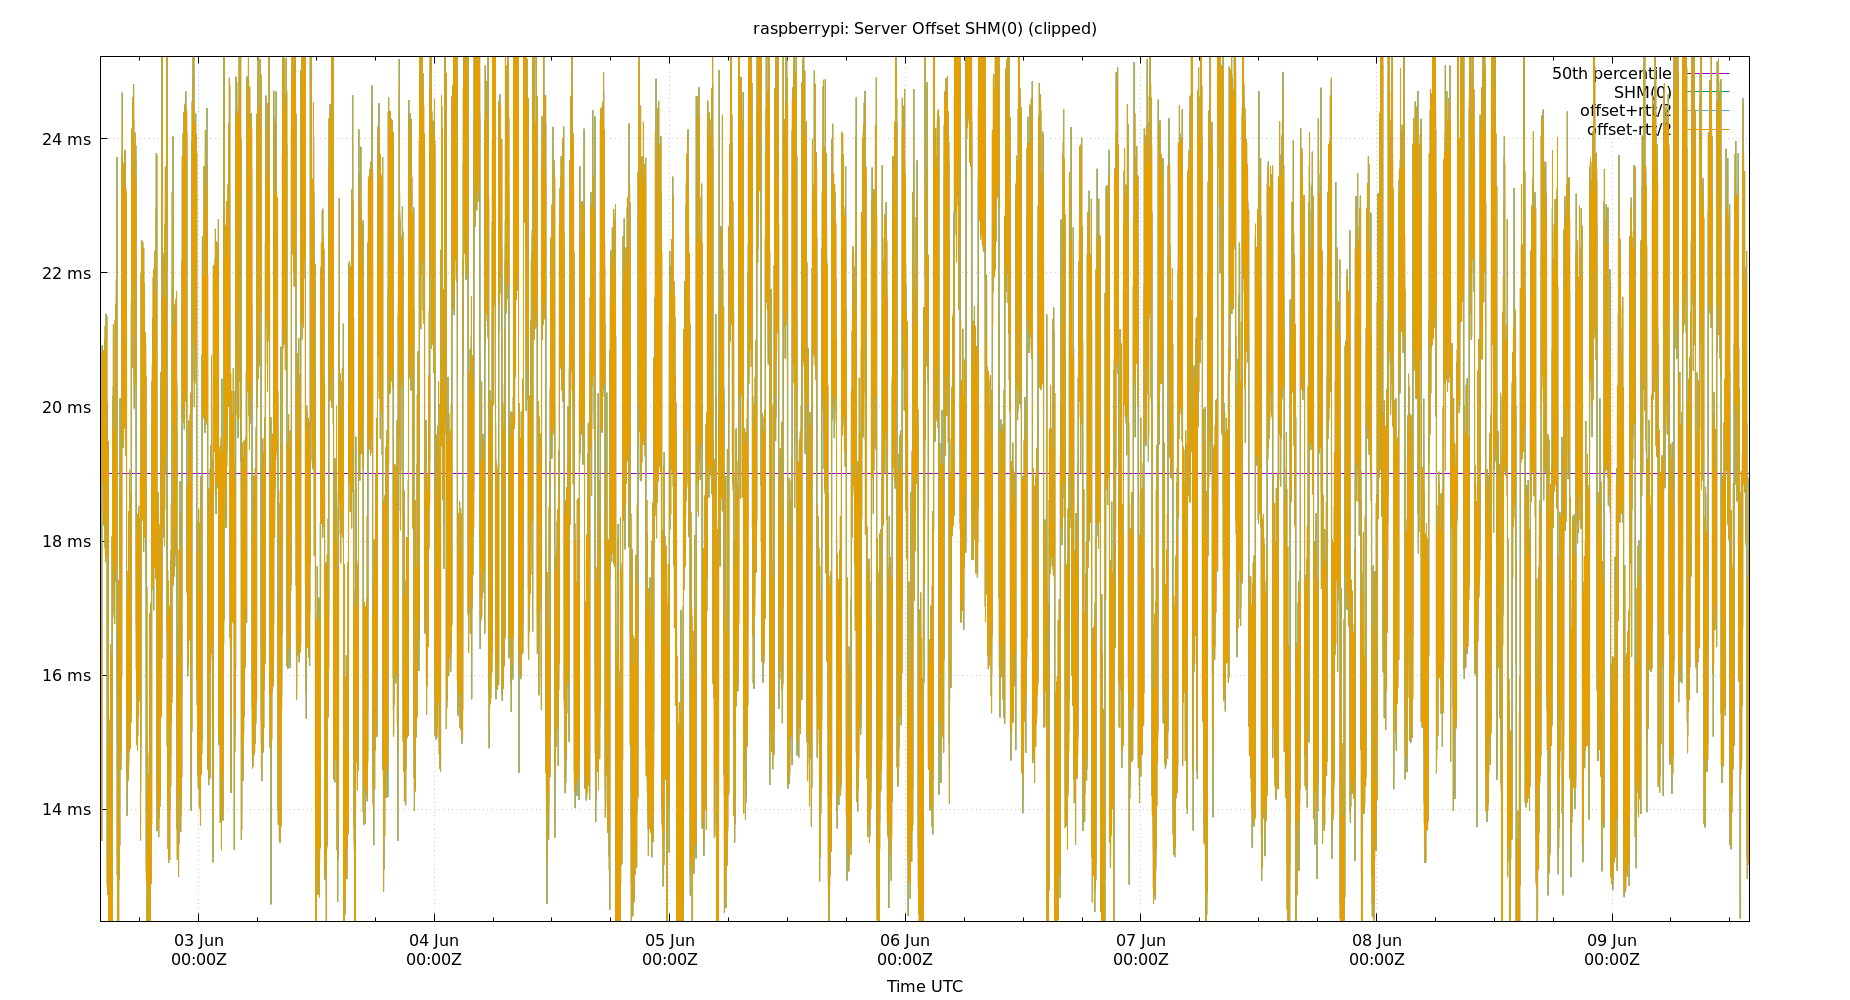 raspberrypi: Server Offset SHM(0) (clipped)
50th percentile
SHM(0)
offset+rtt/2
offset-rtt/2
24 ms
22 ms
20 ms
18 ms
16 ms
14 ms
03 Jun 04 Jun 05 Jun 06 Jun 07 Jun 08 Jun 09 Jun
00:00Z 00:00Z 00:00Z 00:00Z 00:00Z 00:00Z 00:00Z
Time UTC